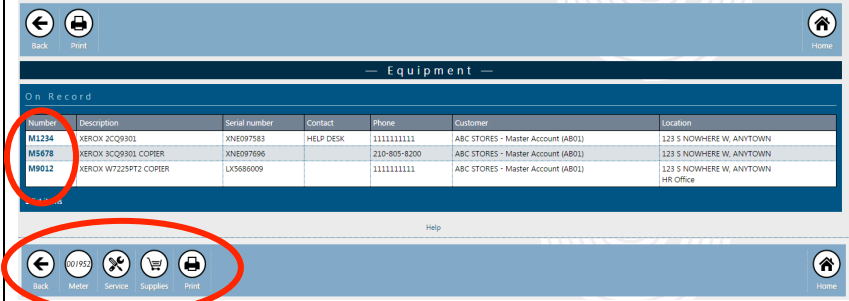 Back Print Home
— Equipment —
On Record
Number Description Serial number Contact Phone Customer Location
M1234 XEROX 2CQ9301 XNE097583 HELP DESK 1111111111 ABC STORES - Master Account (AB01) 123 S NOWHERE W, ANYTOWN
M5678 XEROX 3CQ9301 COPIER XNE097696 210-805-8200 ABC STORES - Master Account (AB01) 123 S NOWHERE W, ANYTOWN
M9012 XEROX W7225PT2 COPIER LX5686009 1111111111 ABC STORES - Master Account (AB01) 123 S NOWHERE W, ANYTOWN
HR Office
Help
001952
Back Meter Service Supplies Print Home